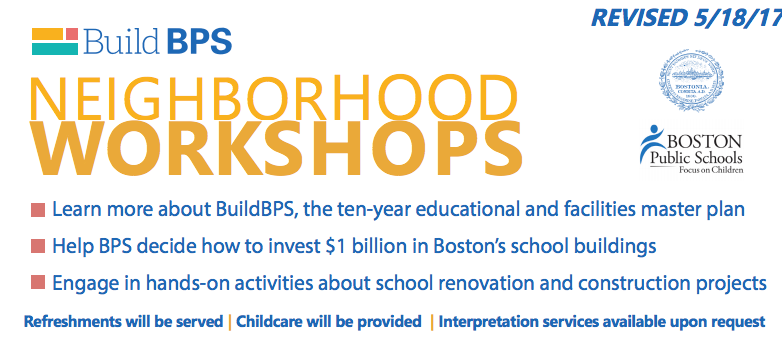 REVISED 5/18/17
Build BPS
NEIGHBORHOOD
WORKSHOPS
BOSTONIA.
CONDITA A.D.
BOSTON
Public Schools
Focus on Children
Learn more about BuildBPS, the ten-year educational and facilities master plan
Help BPS decide how to invest $1 billion in Boston's school buildings
Engage in hands-on activities about school renovation and construction projects
Refreshments will be served | Childcare will be provided | Interpretation services available upon request